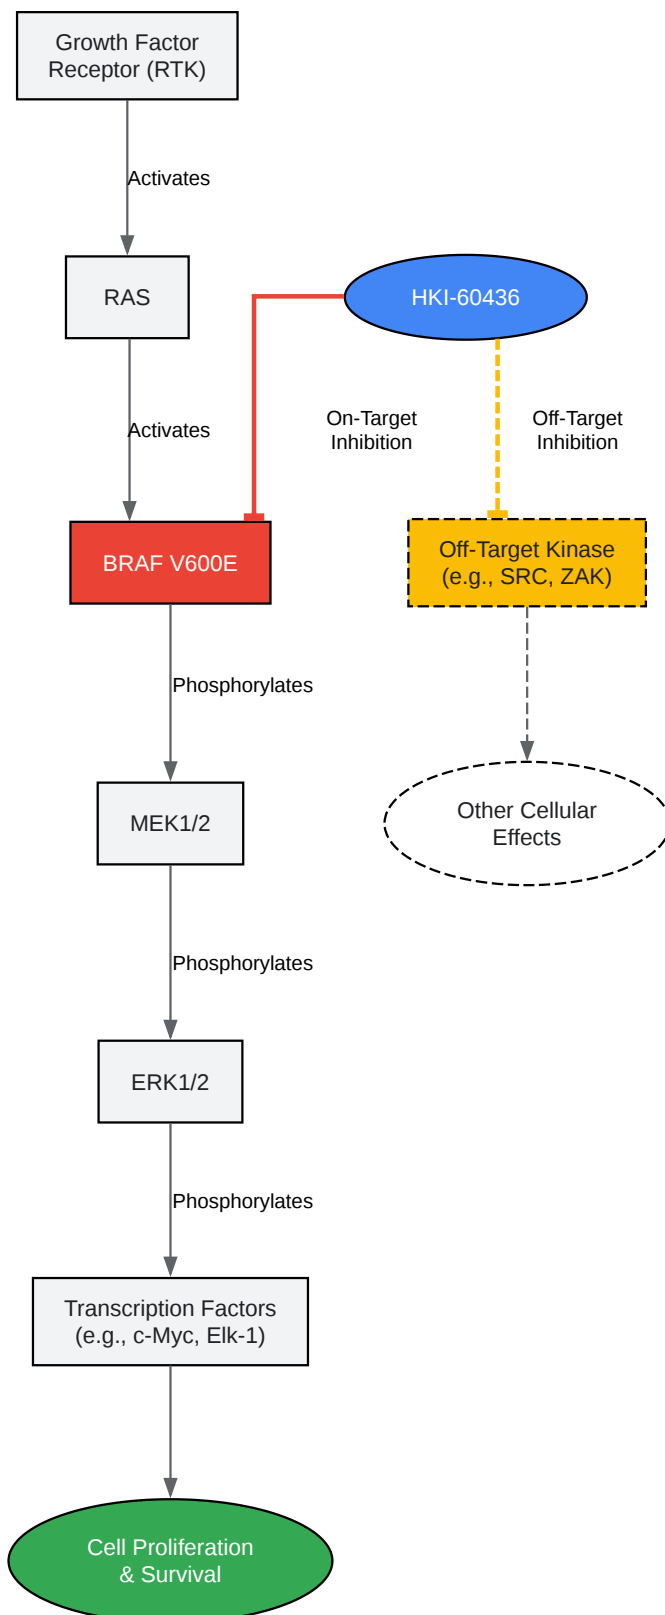 Growth Factor
Receptor (RTK)
Activates
RAS
HKI-60436
Activates
On-Target
Inhibition
Off-Target
Inhibition
BRAF V600E
Off-Target Kinase
(e.g., SRC, ZAK)
Phosphorylates
MEK1/2
Other Cellular
Effects
Phosphorylates
ERK1/2
Phosphorylates
Transcription Factors
(e.g., c-Myc, Elk-1)
Cell Proliferation
& Survival